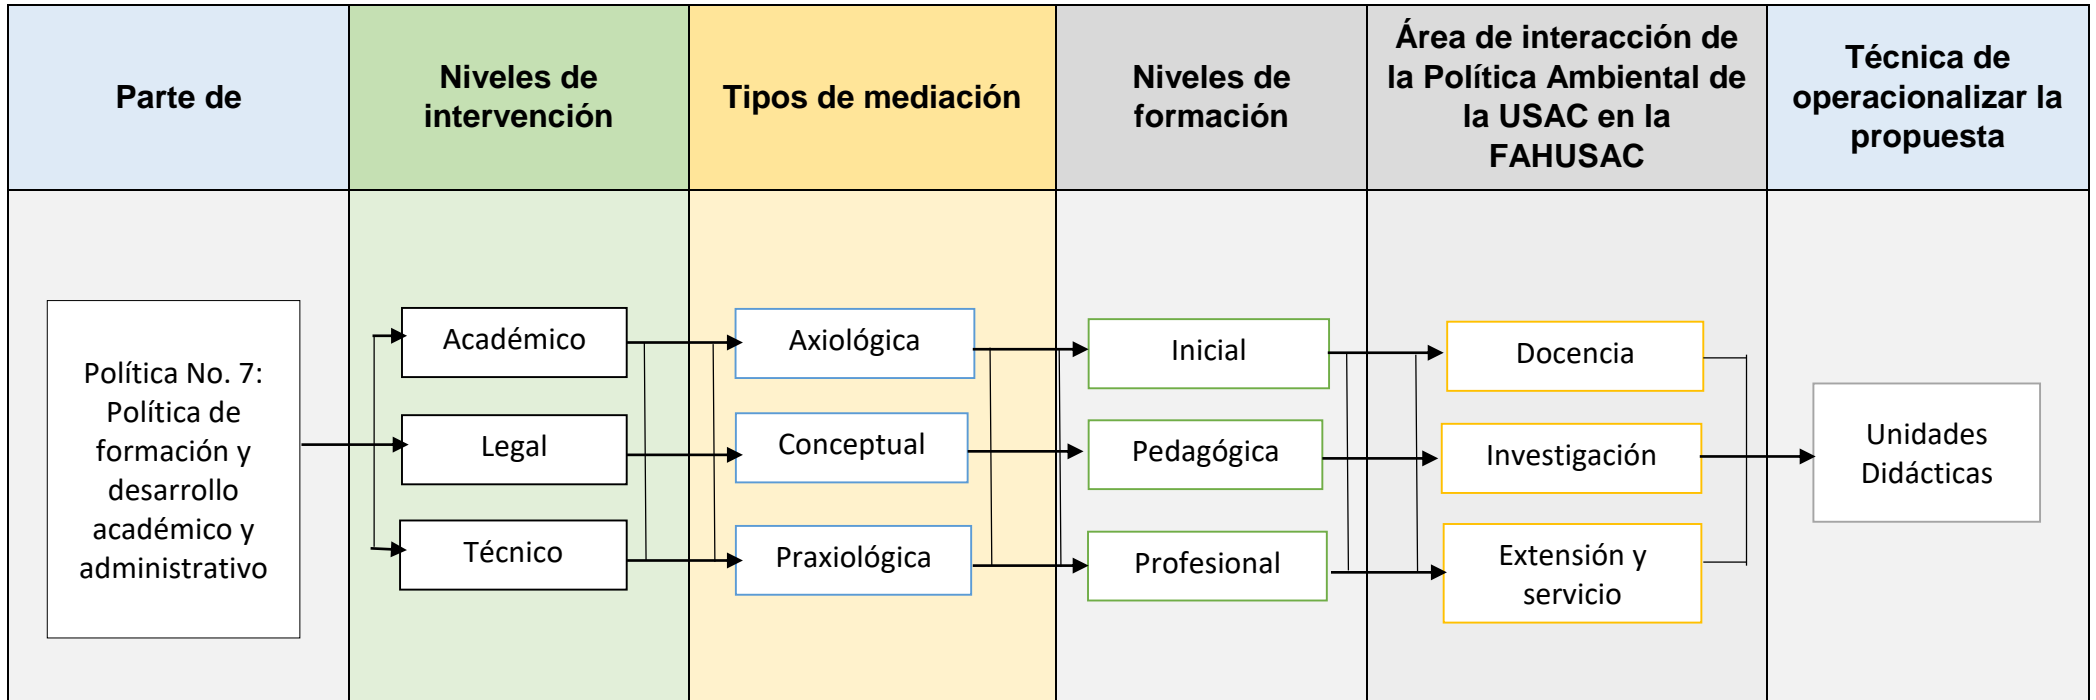 Parte de
Niveles de
intervención
Tipos de mediación
Niveles de
formación
Área de interacción de
la Política Ambiental de
la USAC en la
FAHUSAC
Técnica de
operacionalizar la
propuesta
Política No. 7:
Política de
formación y
desarrollo
académico y
administrativo
Académico
Legal
Técnico
Axiológica
Conceptual
Praxiológica
Inicial
Pedagógica
Profesional
Docencia
Investigación
Extensión y
servicio
Unidades
Didácticas